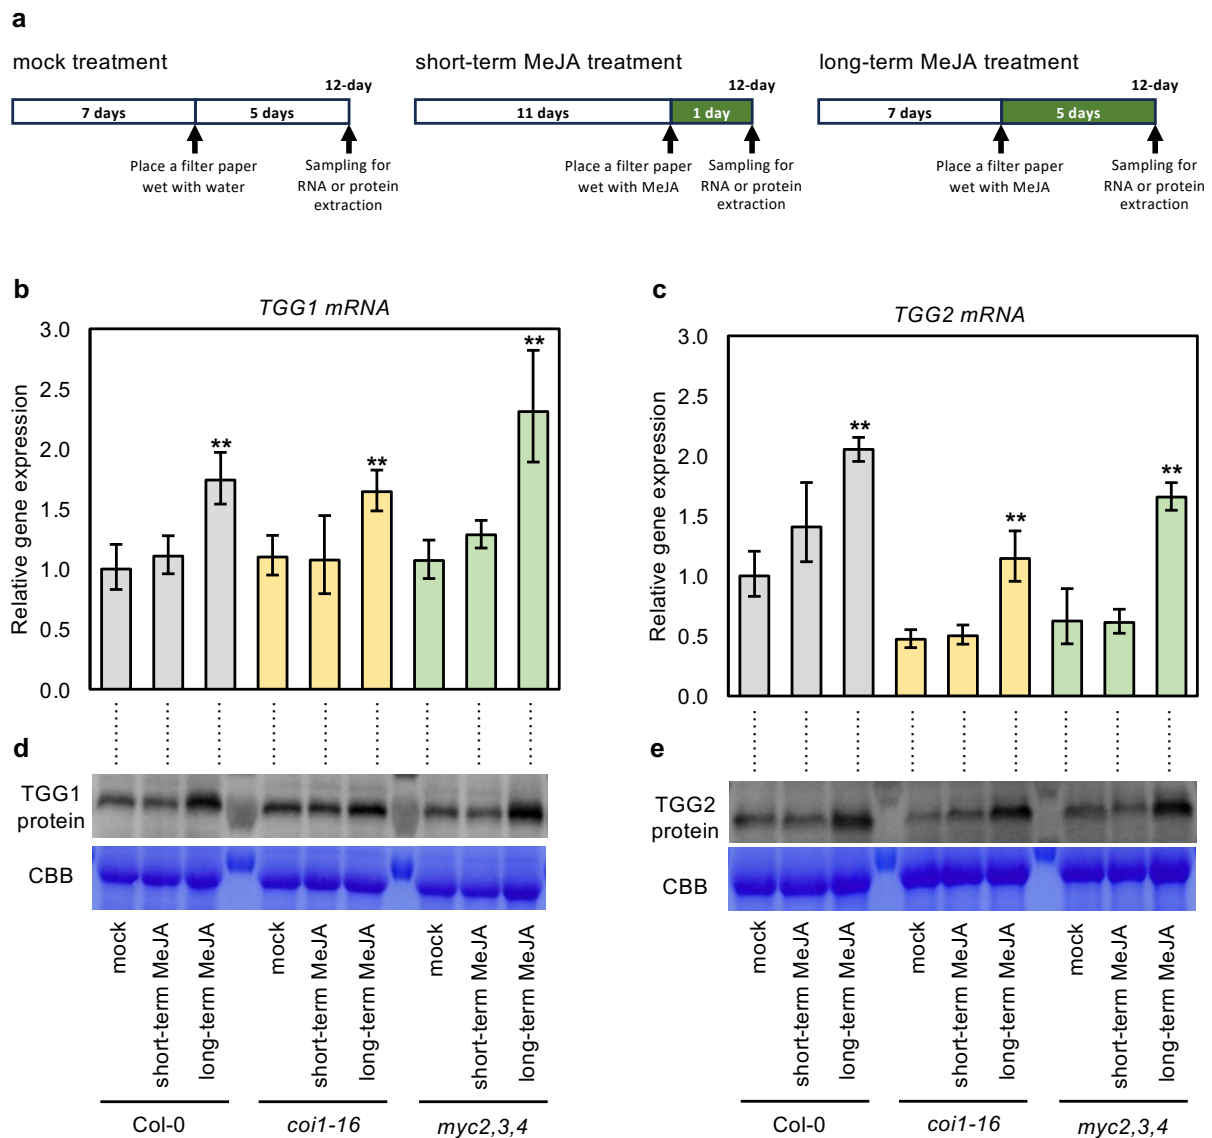 a
mock treatment
12-day
7 days
5 days
Place a filter paper
wet with water
Sampling for
RNA or protein
extraction
short-term MeJA treatment
12-day
11 days
1 day
Place a filter paper
wet with MeJA
Sampling for
RNA or protein
extraction
long-term MeJA treatment
12-day
7 days
5 days
Place a filter paper
wet with MeJA
Sampling for
RNA or protein
extraction
b
TGG1 mRNA
Relative gene expression
3.0
2.5
2.0
1.5
1.0
0.5
0.0
**
**
**
c
TGG2 mRNA
Relative gene expression
3.0
2.5
2.0
1.5
1.0
0.5
0.0
**
**
**
d
TGG1
protein
CBB
mock
short-term MeJA
long-term MeJA
mock
short-term MeJA
long-term MeJA
mock
short-term MeJA
long-term MeJA
Col-0
coi1-16
myc2,3,4
e
TGG2
protein
CBB
mock
short-term MeJA
long-term MeJA
mock
short-term MeJA
long-term MeJA
mock
short-term MeJA
long-term MeJA
Col-0
coi1-16
myc2,3,4